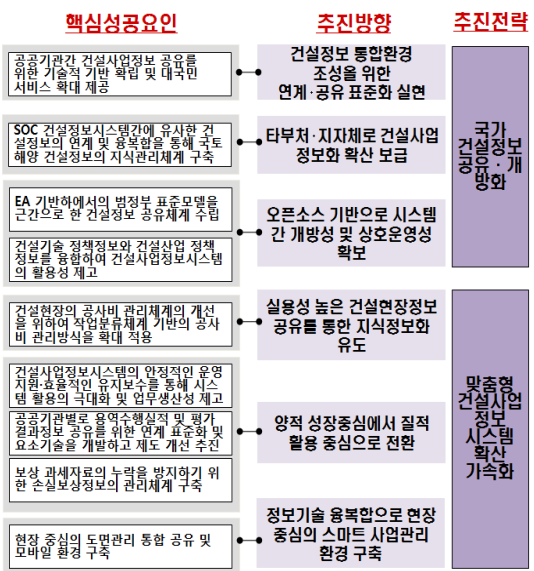 핵심성공요인
추진방향
추진전략
공공기관간 건설사업정보 공유를
위한 기술적 기반 확립 및 대국민
서비스 확대 제공
SOC 건설정보시스템간에 유사한 건
설정보의 연계 및 융복합을 통해 국토
해양 건설정보의 지식관리체계 구축
EA 기반하에서의 범정부 표준모델을
근간으로 한 건설정보 공유체계 수립
건설기술 정책정보와 건설산업 정책
정보를 융합하여 건설사업정보시스템
의 활용성 제고
건설현장의 공사비 관리체계의 개선
을 위하여 작업분류체계 기반의 공사
비 관리방식을 확대 적용
건설사업정보시스템의 안정적인 운영
지원·효율적인 유지보수를 통해 시스
템 활용의 극대화 및 업무생산성 제고
공공기관별로 용역수행실적 및 평가
결과정보 공유를 위한 연계 표준화 및
요소기술을 개발하고 제도 개선 추진
보상 과세자료의 누락을 방지하기 위
한 손실보상정보의 관리체계 구축
현장 중심의 도면관리 통합 공유 및
모바일 환경 구축
건설정보 통합환경
조성을 위한
연계·공유 표준화 실현
타부처·지자체로 건설사업
정보화 확산 보급
오픈소스 기반으로 시스템
간 개방성 및 상호운영성
확보
실용성 높은 건설현장정보
공유를 통한 지식정보화
유도
양적 성장중심에서 질적
활용 중심으로 전환
정보기술 융복합으로 현장
중심의 스마트 사업관리
환경 구축
국가
건설정보
공유·개
방화
맞춤형
건설사업
정보
시스템
확산
가속화